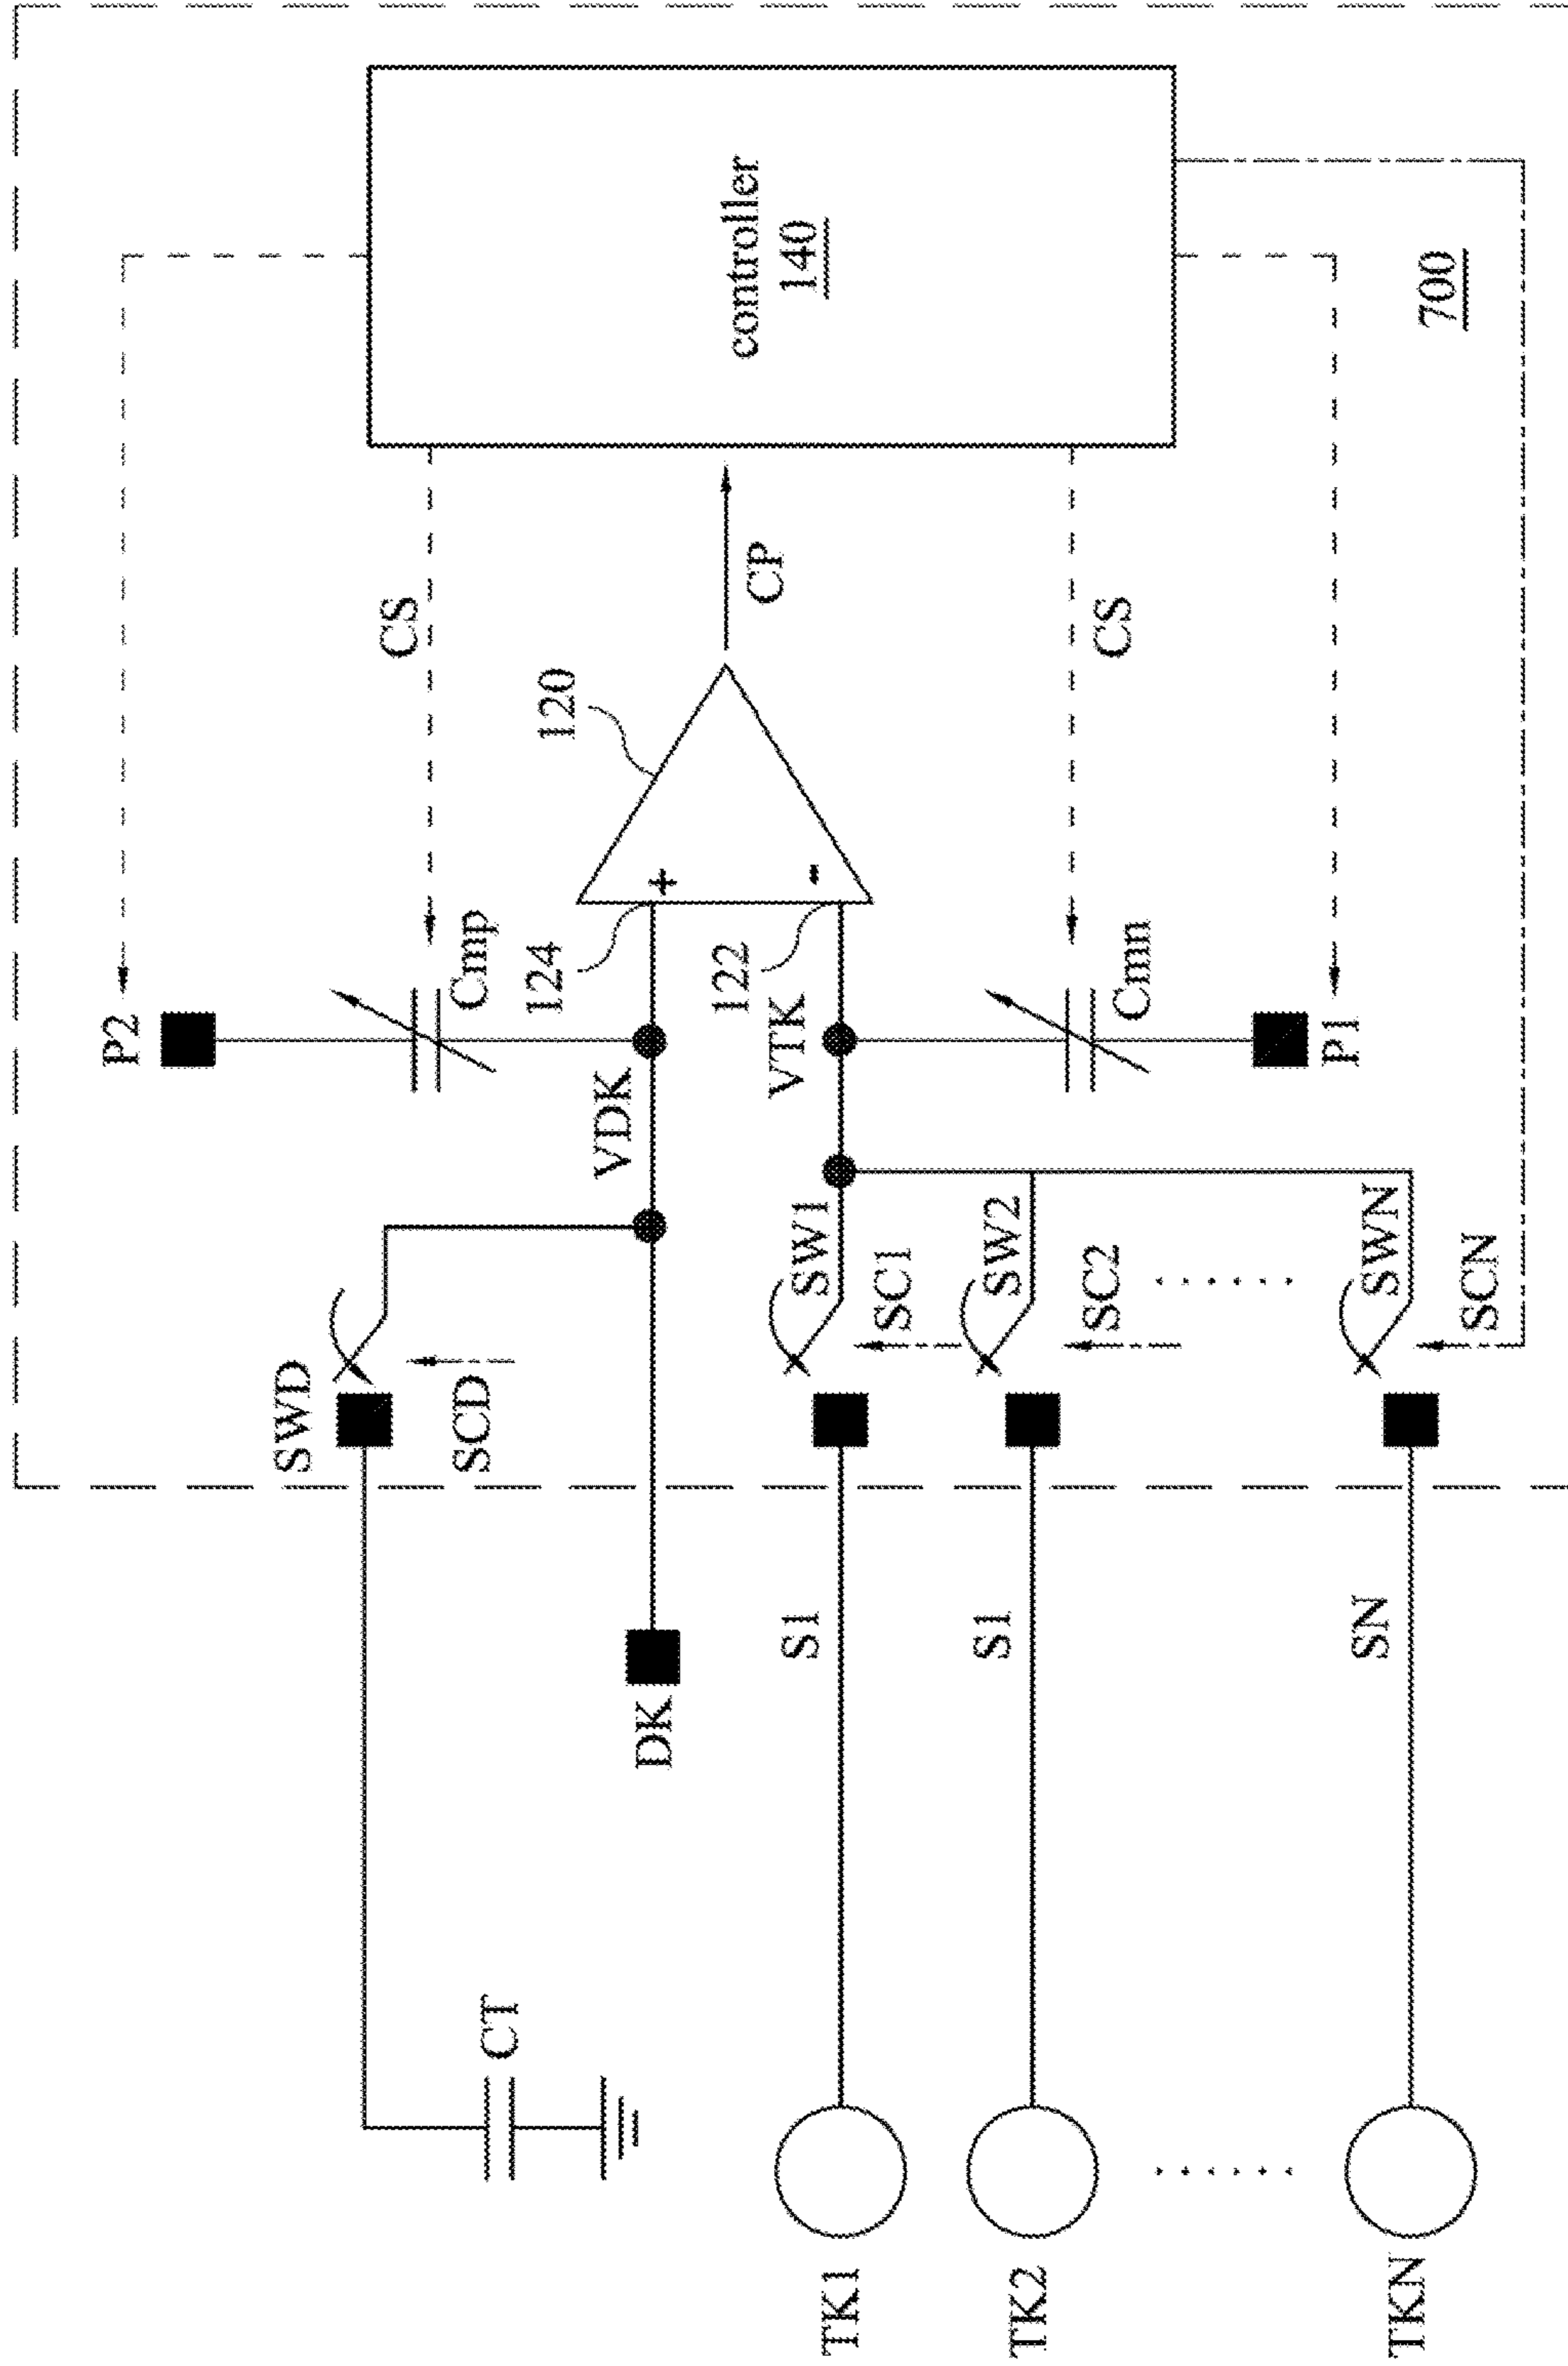 P2
CS
Cmp
SWD
SCD
VDK
124
120
CP
controller
140
DK
CT
122
VTK
SW1
SC1
S1
TK1
SW2
SC2
S1
TK2
CS
Cmn
P1
SWN
SCN
SN
TKN
700
+
-